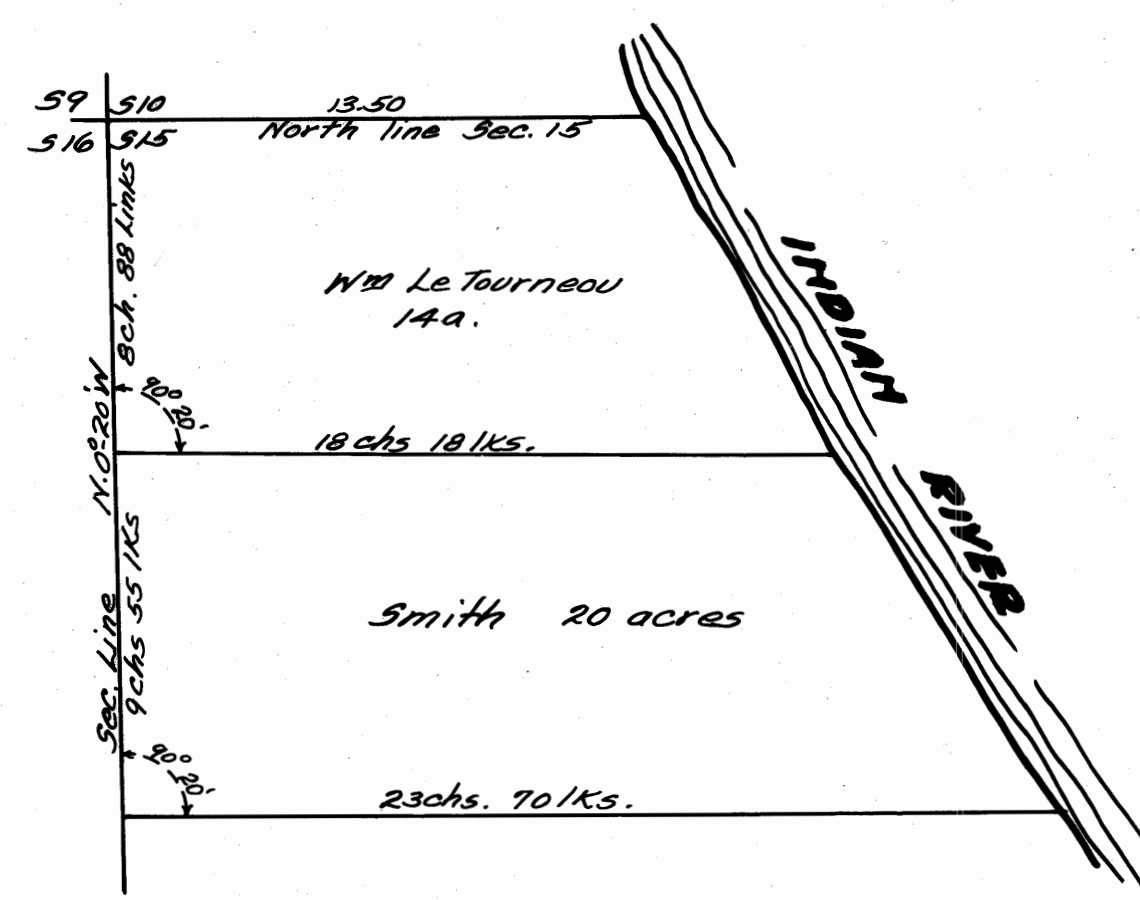 S9 S10
S16 S15
13.50
North line Sec. 15
8ch. 88 Links
Wm Le Tourneou
14a.
90° 20'
18 chs 18 lks.
Sec. Line N.0°-20'W
9chs 55 lks
Smith 20 acres
90° 20'
23chs. 70 lks.
INDIAN RIVER